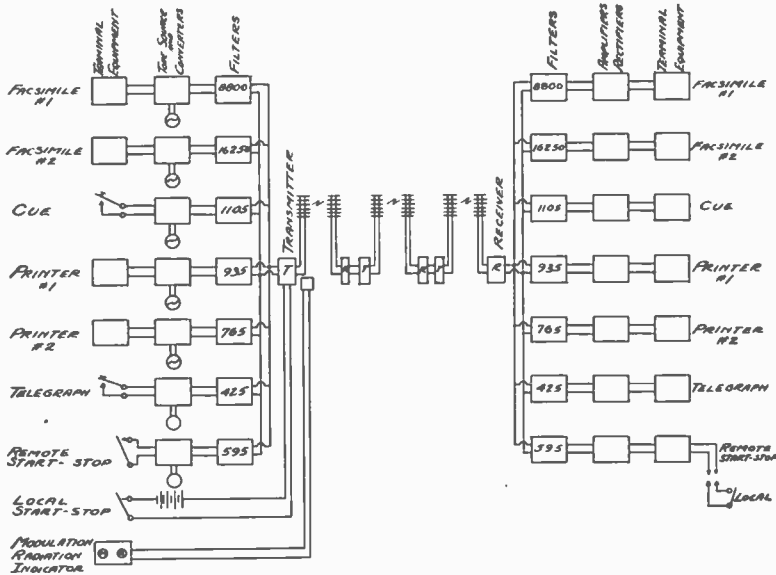 TERMINAL
EQUIPMENT
TONE SOURCE
AND
CONVERTERS
FILTERS
FILTERS
AMPLIFIERS
RECTIFIERS
TERMINAL
EQUIPMENT
FACSIMILE
#1
8800
8800
FACSIMILE
#1
FACSIMILE
#2
16250
16250
FACSIMILE
#2
TRANSMITTER
RECEIVER
CUE
1105
1105
CUE
PRINTER
#1
935
T
R
T
R
T
R
935
PRINTER
#1
PRINTER
#2
765
765
PRINTER
#2
TELEGRAPH
425
425
TELEGRAPH
REMOTE
START-STOP
595
595
REMOTE
START-STOP
LOCAL
START-STOP
LOCAL
MODULATION
RADIATION
INDICATOR